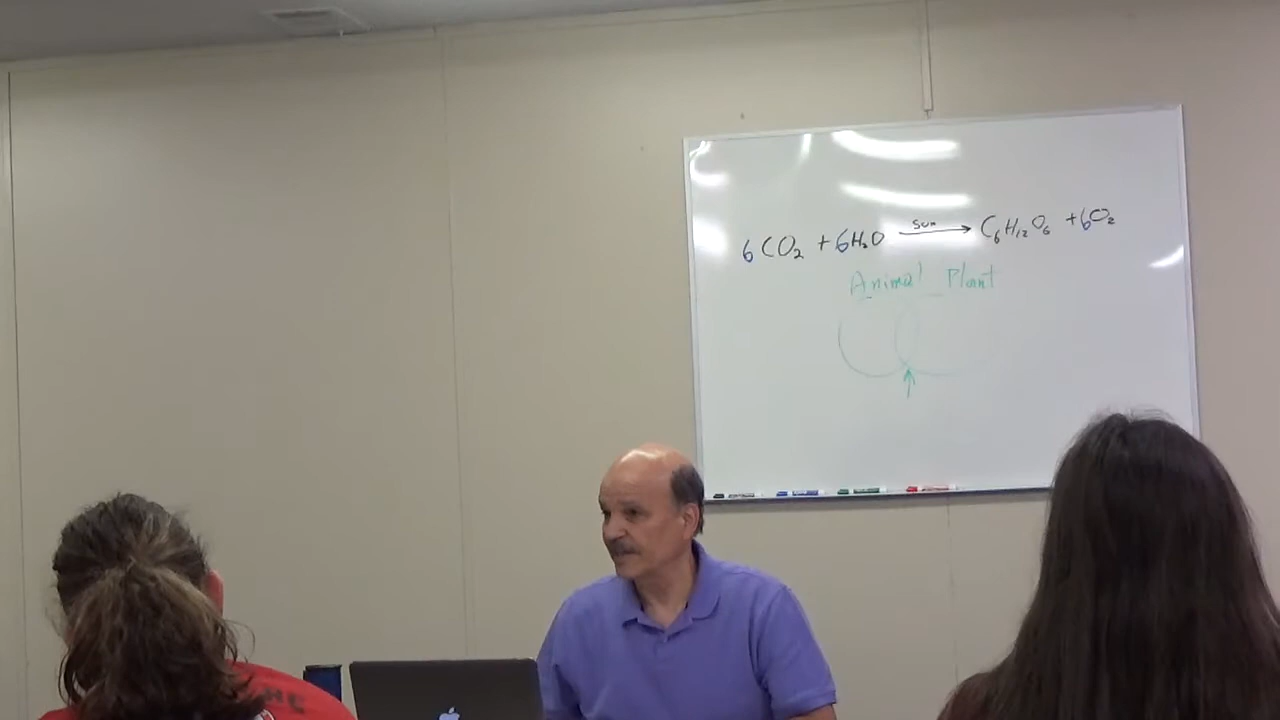 6CO₂ + 6H₂O Sun → C₆H₁₂O₆ + 6O₂
Animal Plant